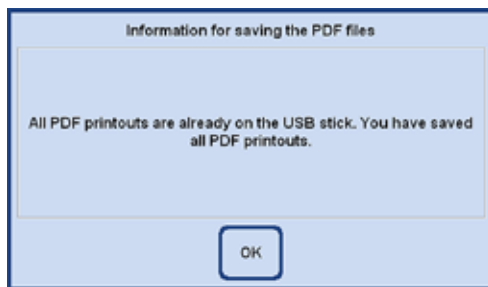 Information for saving the PDF files
All PDF printouts are already on the USB stick. You have saved
all PDF printouts.
OK